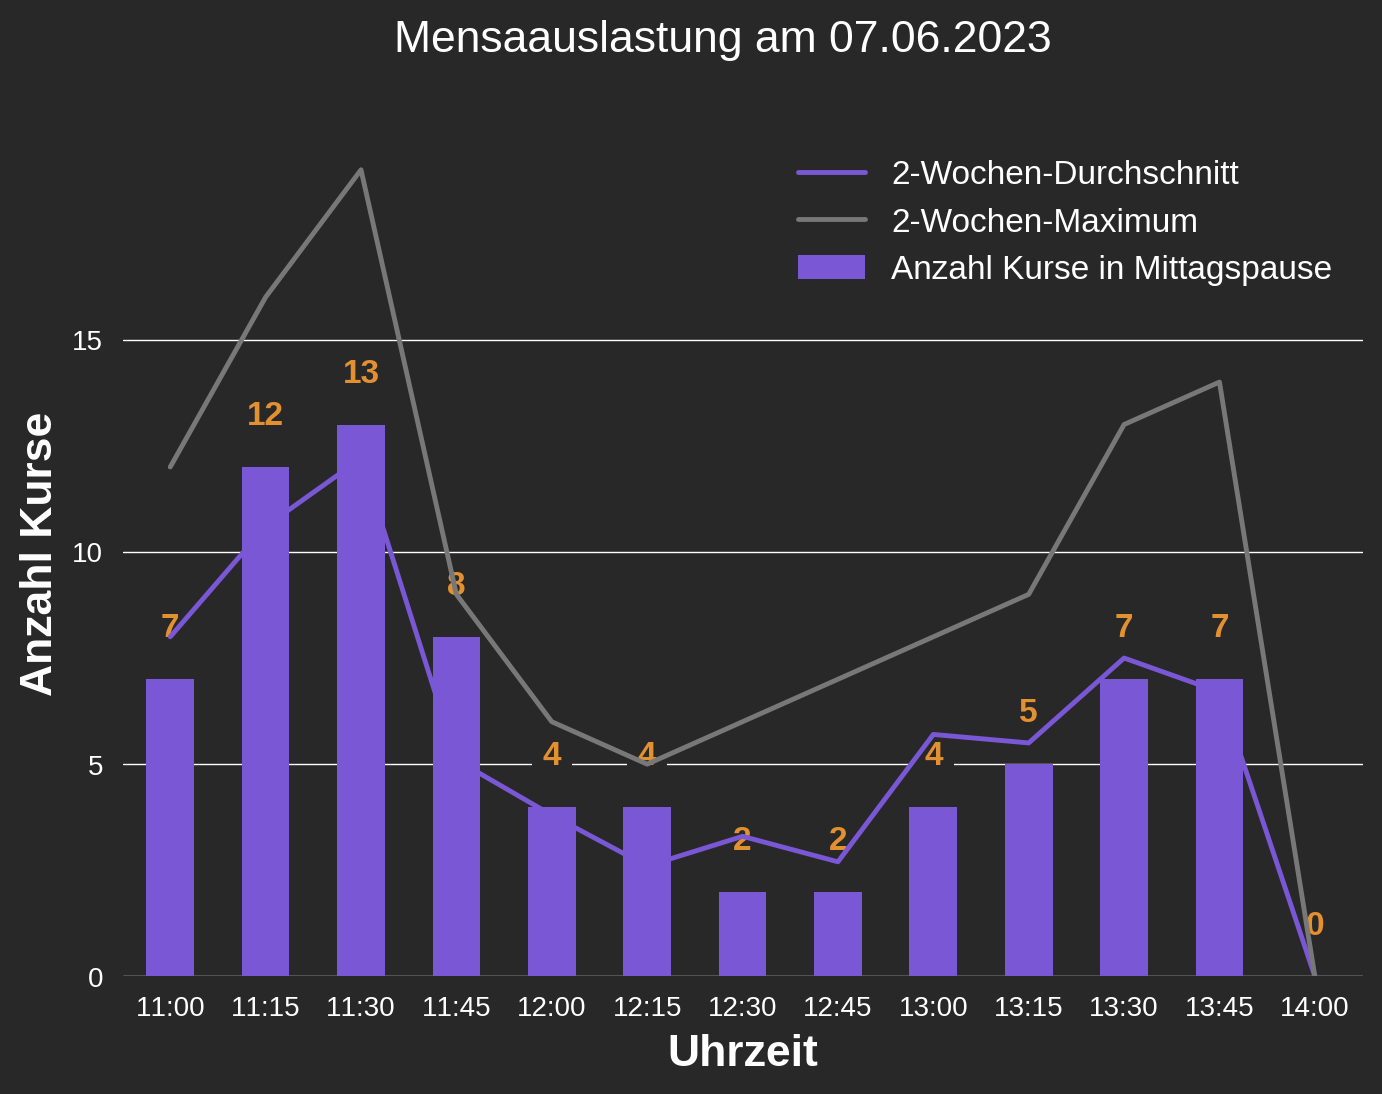 Mensaauslastung am 07.06.2023
2-Wochen-Durchschnitt
2-Wochen-Maximum
Anzahl Kurse in Mittagspause
Anzahl Kurse
15
10
5
0
7
12
13
8
4
4
2
2
4
5
7
7
0
11:00 11:15 11:30 11:45 12:00 12:15 12:30 12:45 13:00 13:15 13:30 13:45 14:00
Uhrzeit